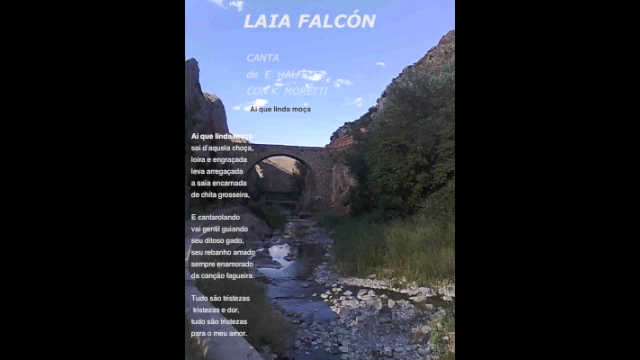 LAIA FALCÓN
CANTA
de E. HALFFTER
CON K. MORETTI
Ai que linda moça
Ai que linda moça
sai d'aquela choça,
loira e engraçada
leva arregaçada
a saia encarnada
de chita grosseira,
E cantarolando
vai gentil guiando
seu ditoso gado,
seu rebanho amado
sempre enamorado
da canção fagueira.
Tudo são tristezas
tristezas e dor,
tudo são tristezas
para o meu amor.